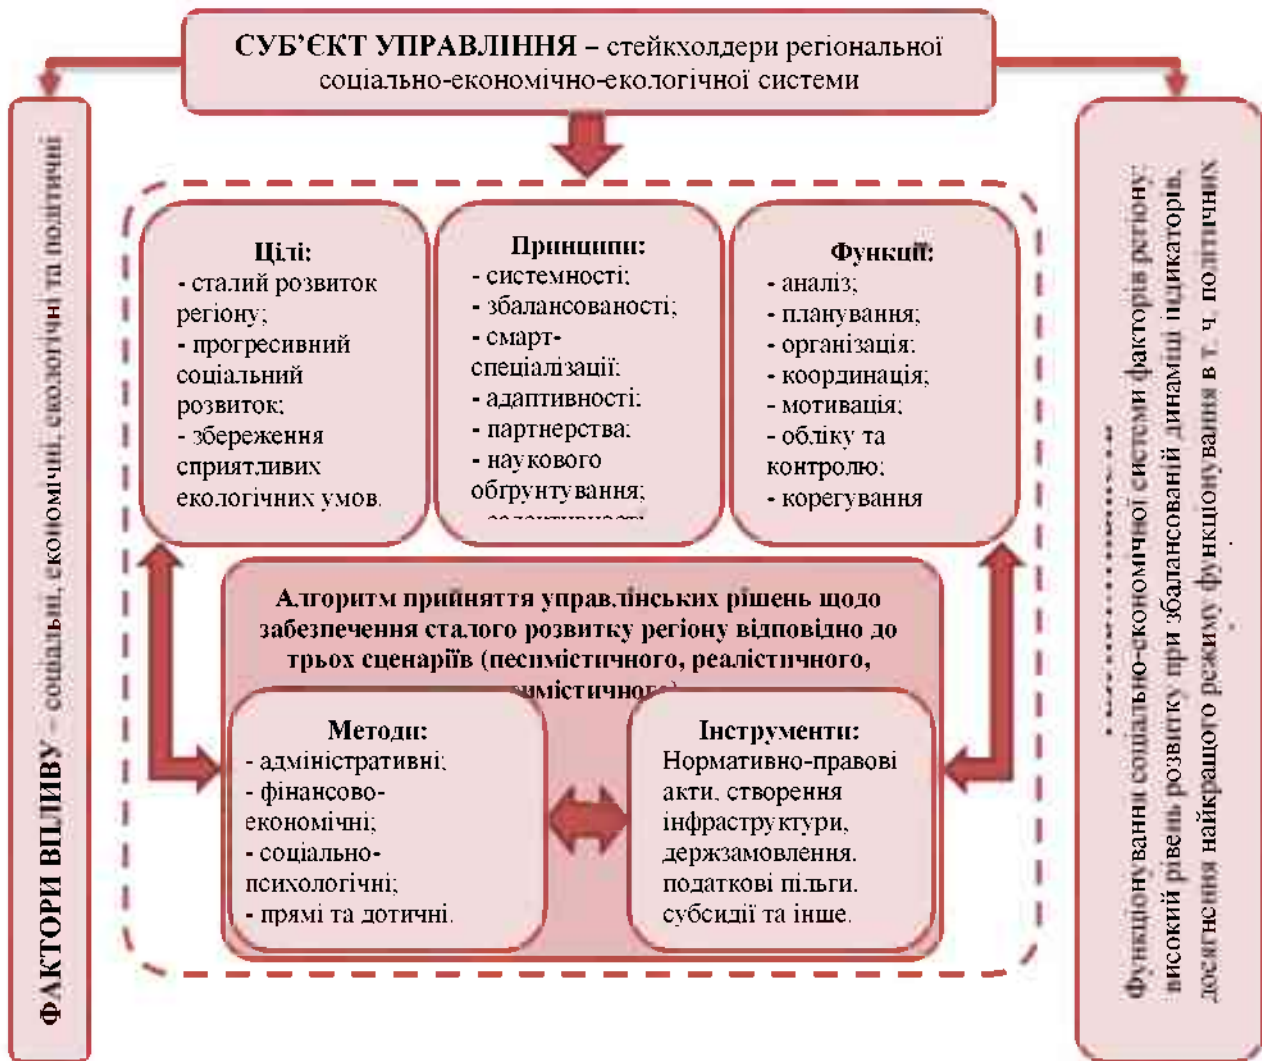 СУБ’ЄКТ УПРАВЛІННЯ – стейкхолдери регіональної
соціально-економічно-екологічної системи
ФАКТОРИ ВПЛИВУ – соціальні, економічні, екологічні та політичні
Цілі:
- сталий розвиток
регіону;
- прогресивний
соціальний
розвиток;
- збереження
сприятливих
екологічних умов.
Принципи:
- системності;
- збалансованості;
- смарт-
спеціалізації;
- адаптивності;
- партнерства;
- наукового
обґрунтування;
Функції:
- аналіз;
- планування;
- організація;
- координація;
- мотивація;
- обліку та
контролю;
- корегування
Алгоритм прийняття управлінських рішень щодо
забезпечення сталого розвитку регіону відповідно до
трьох сценаріїв (песимістичного, реалістичного,
Методи:
- адміністративні;
- фінансово-
економічні;
- соціально-
психологічні;
- прямі та дотичні.
Інструменти:
Нормативно-правові
акти, створення
інфраструктури,
держзамовлення.
податкові пільги.
субсидії та інше.
Функціонування соціально-економічної системи факторів регіону;
високий рівень розвитку при збалансованій динаміці індикаторів,
досягнення найкращого режиму функціонування в т. ч. політичних